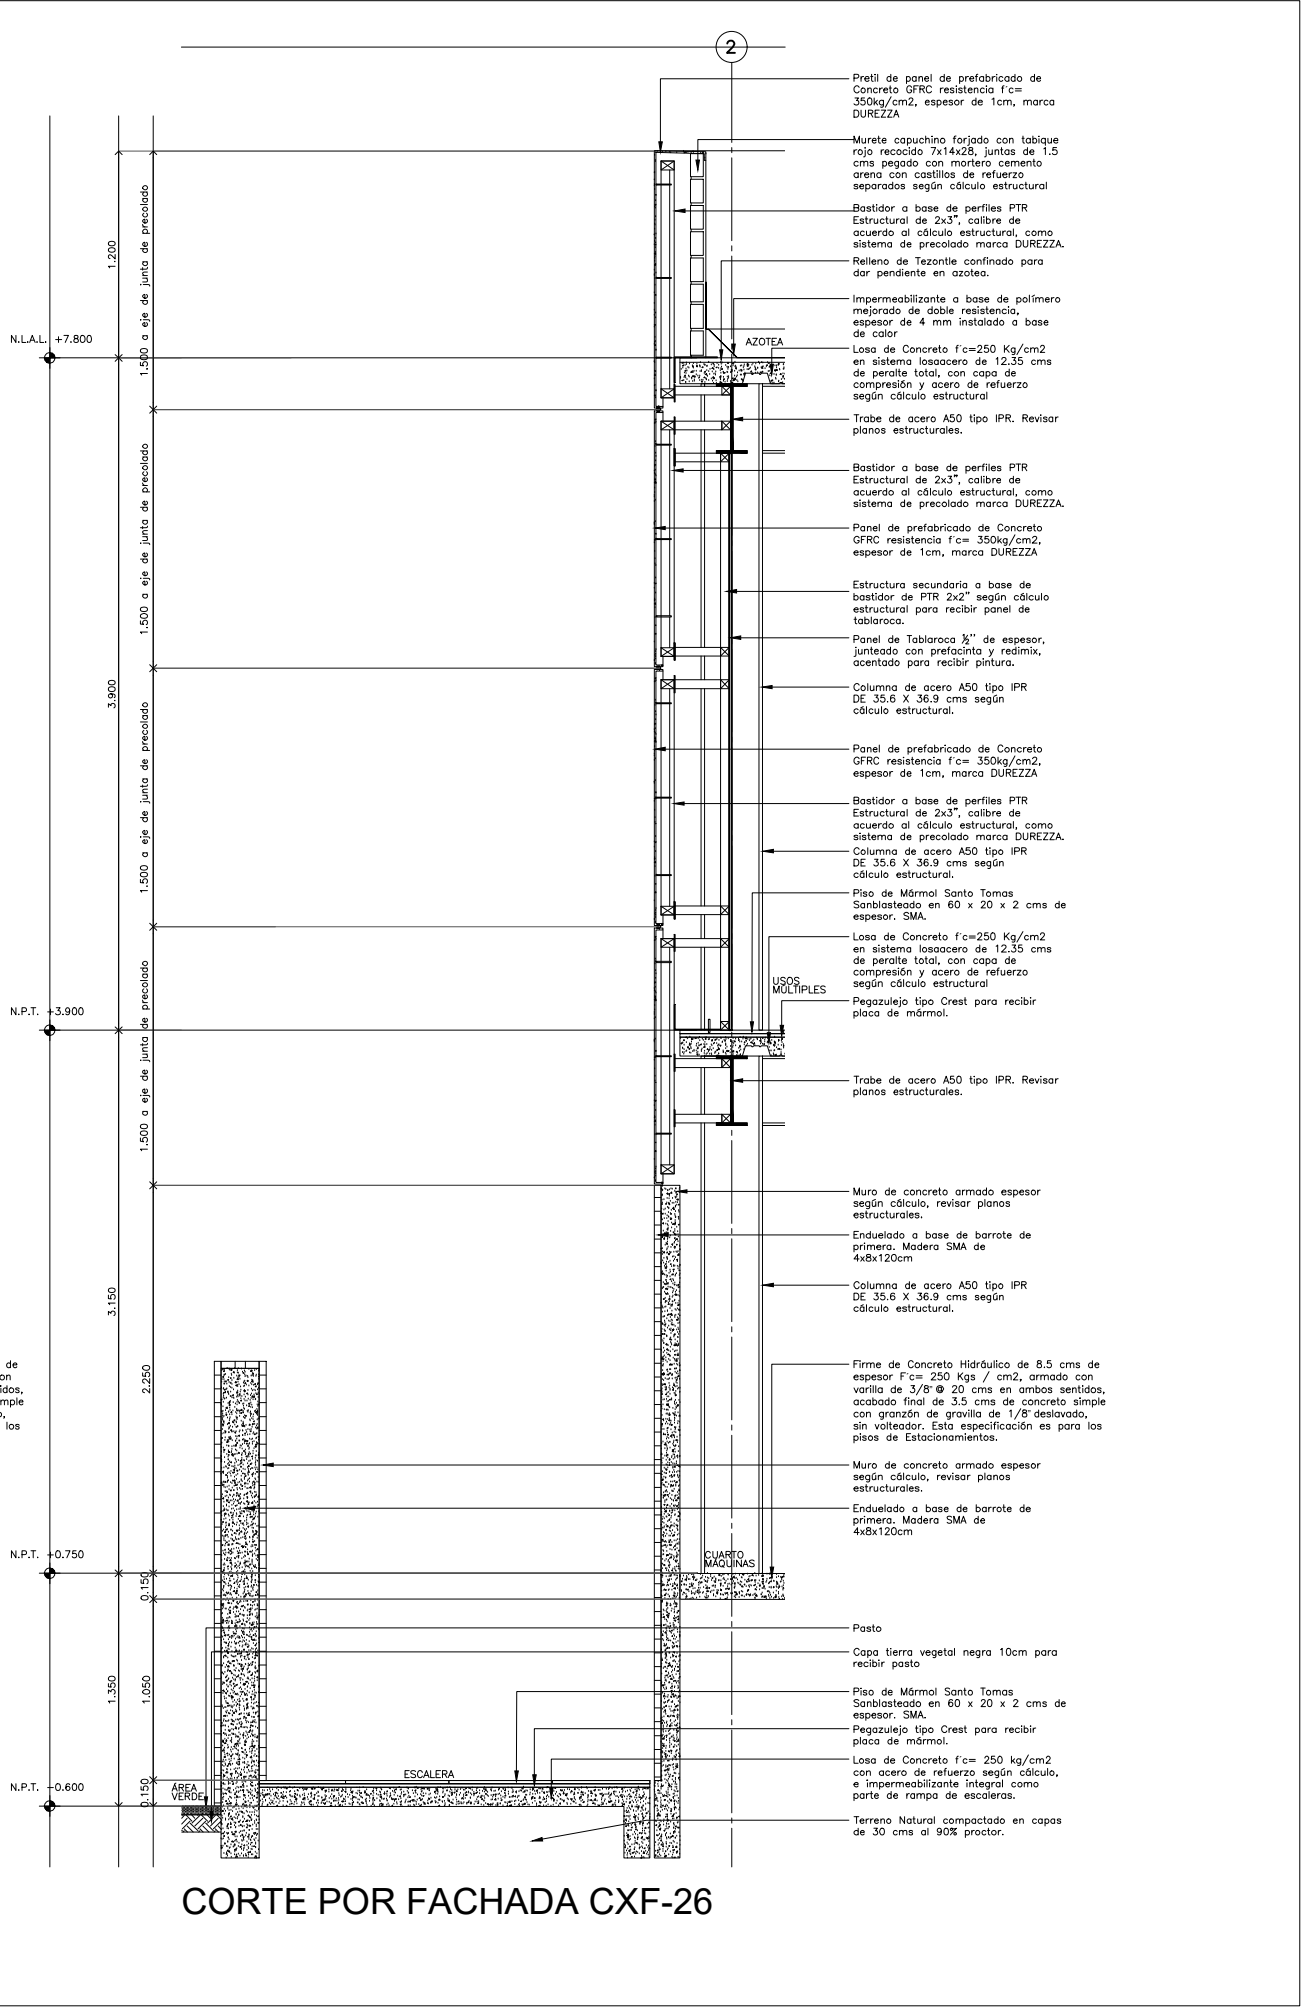 2
Pretil de panel de prefabricado de
Concreto GFRC resistencia f'c=
350kg/cm2, espesor de 1cm, marca
DUREZZA
Murete capuchino forjado con tabique
rojo recocido 7x14x28, juntas de 1.5
cms pegado con mortero cemento
arena con castillos de refuerzo
separados según cálculo estructural
Bastidor a base de perfiles PTR
Estructural de 2x3", calibre de
acuerdo al cálculo estructural, como
sistema de precolado marca DUREZZA.
Relleno de Tezontle confinado para
dar pendiente en azotea.
Impermeabilizante a base de polímero
mejorado de doble resistencia,
espesor de 4 mm instalado a base
de calor
Losa de Concreto f'c=250 Kg/cm2
en sistema losaacero de 12.35 cms
de peralte total, con capa de
compresión y acero de refuerzo
según cálculo estructural
Trabe de acero A50 tipo IPR. Revisar
planos estructurales.
Bastidor a base de perfiles PTR
Estructural de 2x3", calibre de
acuerdo al cálculo estructural, como
sistema de precolado marca DUREZZA.
Panel de prefabricado de Concreto
GFRC resistencia f'c= 350kg/cm2,
espesor de 1cm, marca DUREZZA
Estructura secundaria a base de
bastidor de PTR 2x2" según cálculo
estructural para recibir panel de
tablaroca.
Panel de Tablaroca ½'' de espesor,
junteado con prefacinta y redimix,
acentado para recibir pintura.
Columna de acero A50 tipo IPR
DE 35.6 X 36.9 cms según
cálculo estructural.
Panel de prefabricado de Concreto
GFRC resistencia f'c= 350kg/cm2,
espesor de 1cm, marca DUREZZA
Bastidor a base de perfiles PTR
Estructural de 2x3", calibre de
acuerdo al cálculo estructural, como
sistema de precolado marca DUREZZA.
Columna de acero A50 tipo IPR
DE 35.6 X 36.9 cms según
cálculo estructural.
Piso de Mármol Santo Tomas
Sanblasteado en 60 x 20 x 2 cms de
espesor. SMA.
Losa de Concreto f'c=250 Kg/cm2
en sistema losaacero de 12.35 cms
de peralte total, con capa de
compresión y acero de refuerzo
según cálculo estructural
Pegazulejo tipo Crest para recibir
placa de mármol.
Trabe de acero A50 tipo IPR. Revisar
planos estructurales.
Muro de concreto armado espesor
según cálculo, revisar planos
estructurales.
Enduelado a base de barrote de
primera. Madera SMA de
4x8x120cm
Columna de acero A50 tipo IPR
DE 35.6 X 36.9 cms según
cálculo estructural.
Firme de Concreto Hidráulico de 8.5 cms de
espesor F'c= 250 Kgs / cm2, armado con
varilla de 3/8" @ 20 cms en ambos sentidos,
acabado final de 3.5 cms de concreto simple
con granzón de gravilla de 1/8" deslavado,
sin volteador. Esta especificación es para los
pisos de Estacionamientos.
Muro de concreto armado espesor
según cálculo, revisar planos
estructurales.
Enduelado a base de barrote de
primera. Madera SMA de
4x8x120cm
Pasto
Capa tierra vegetal negra 10cm para
recibir pasto
Piso de Mármol Santo Tomas
Sanblasteado en 60 x 20 x 2 cms de
espesor. SMA.
Pegazulejo tipo Crest para recibir
placa de mármol.
Losa de Concreto f'c= 250 kg/cm2
con acero de refuerzo según cálculo,
e impermeabilizante integral como
parte de rampa de escaleras.
Terreno Natural compactado en capas
de 30 cms al 90% proctor.
N.L.A.L. +7.800
N.P.T. +3.900
N.P.T. +0.750
N.P.T. -0.600
1.200
3.900
3.150
1.350
1.500 a eje de junta de precolado
1.500 a eje de junta de precolado
1.500 a eje de junta de precolado
1.500 a eje de junta de precolado
2.250
0.150
1.050
0.150
AZOTEA
USOS
MÚLTIPLES
CUARTO
MÁQUINAS
ESCALERA
ÁREA
VERDE
de
on
idos,
mple
o,
los
CORTE POR FACHADA CXF-26